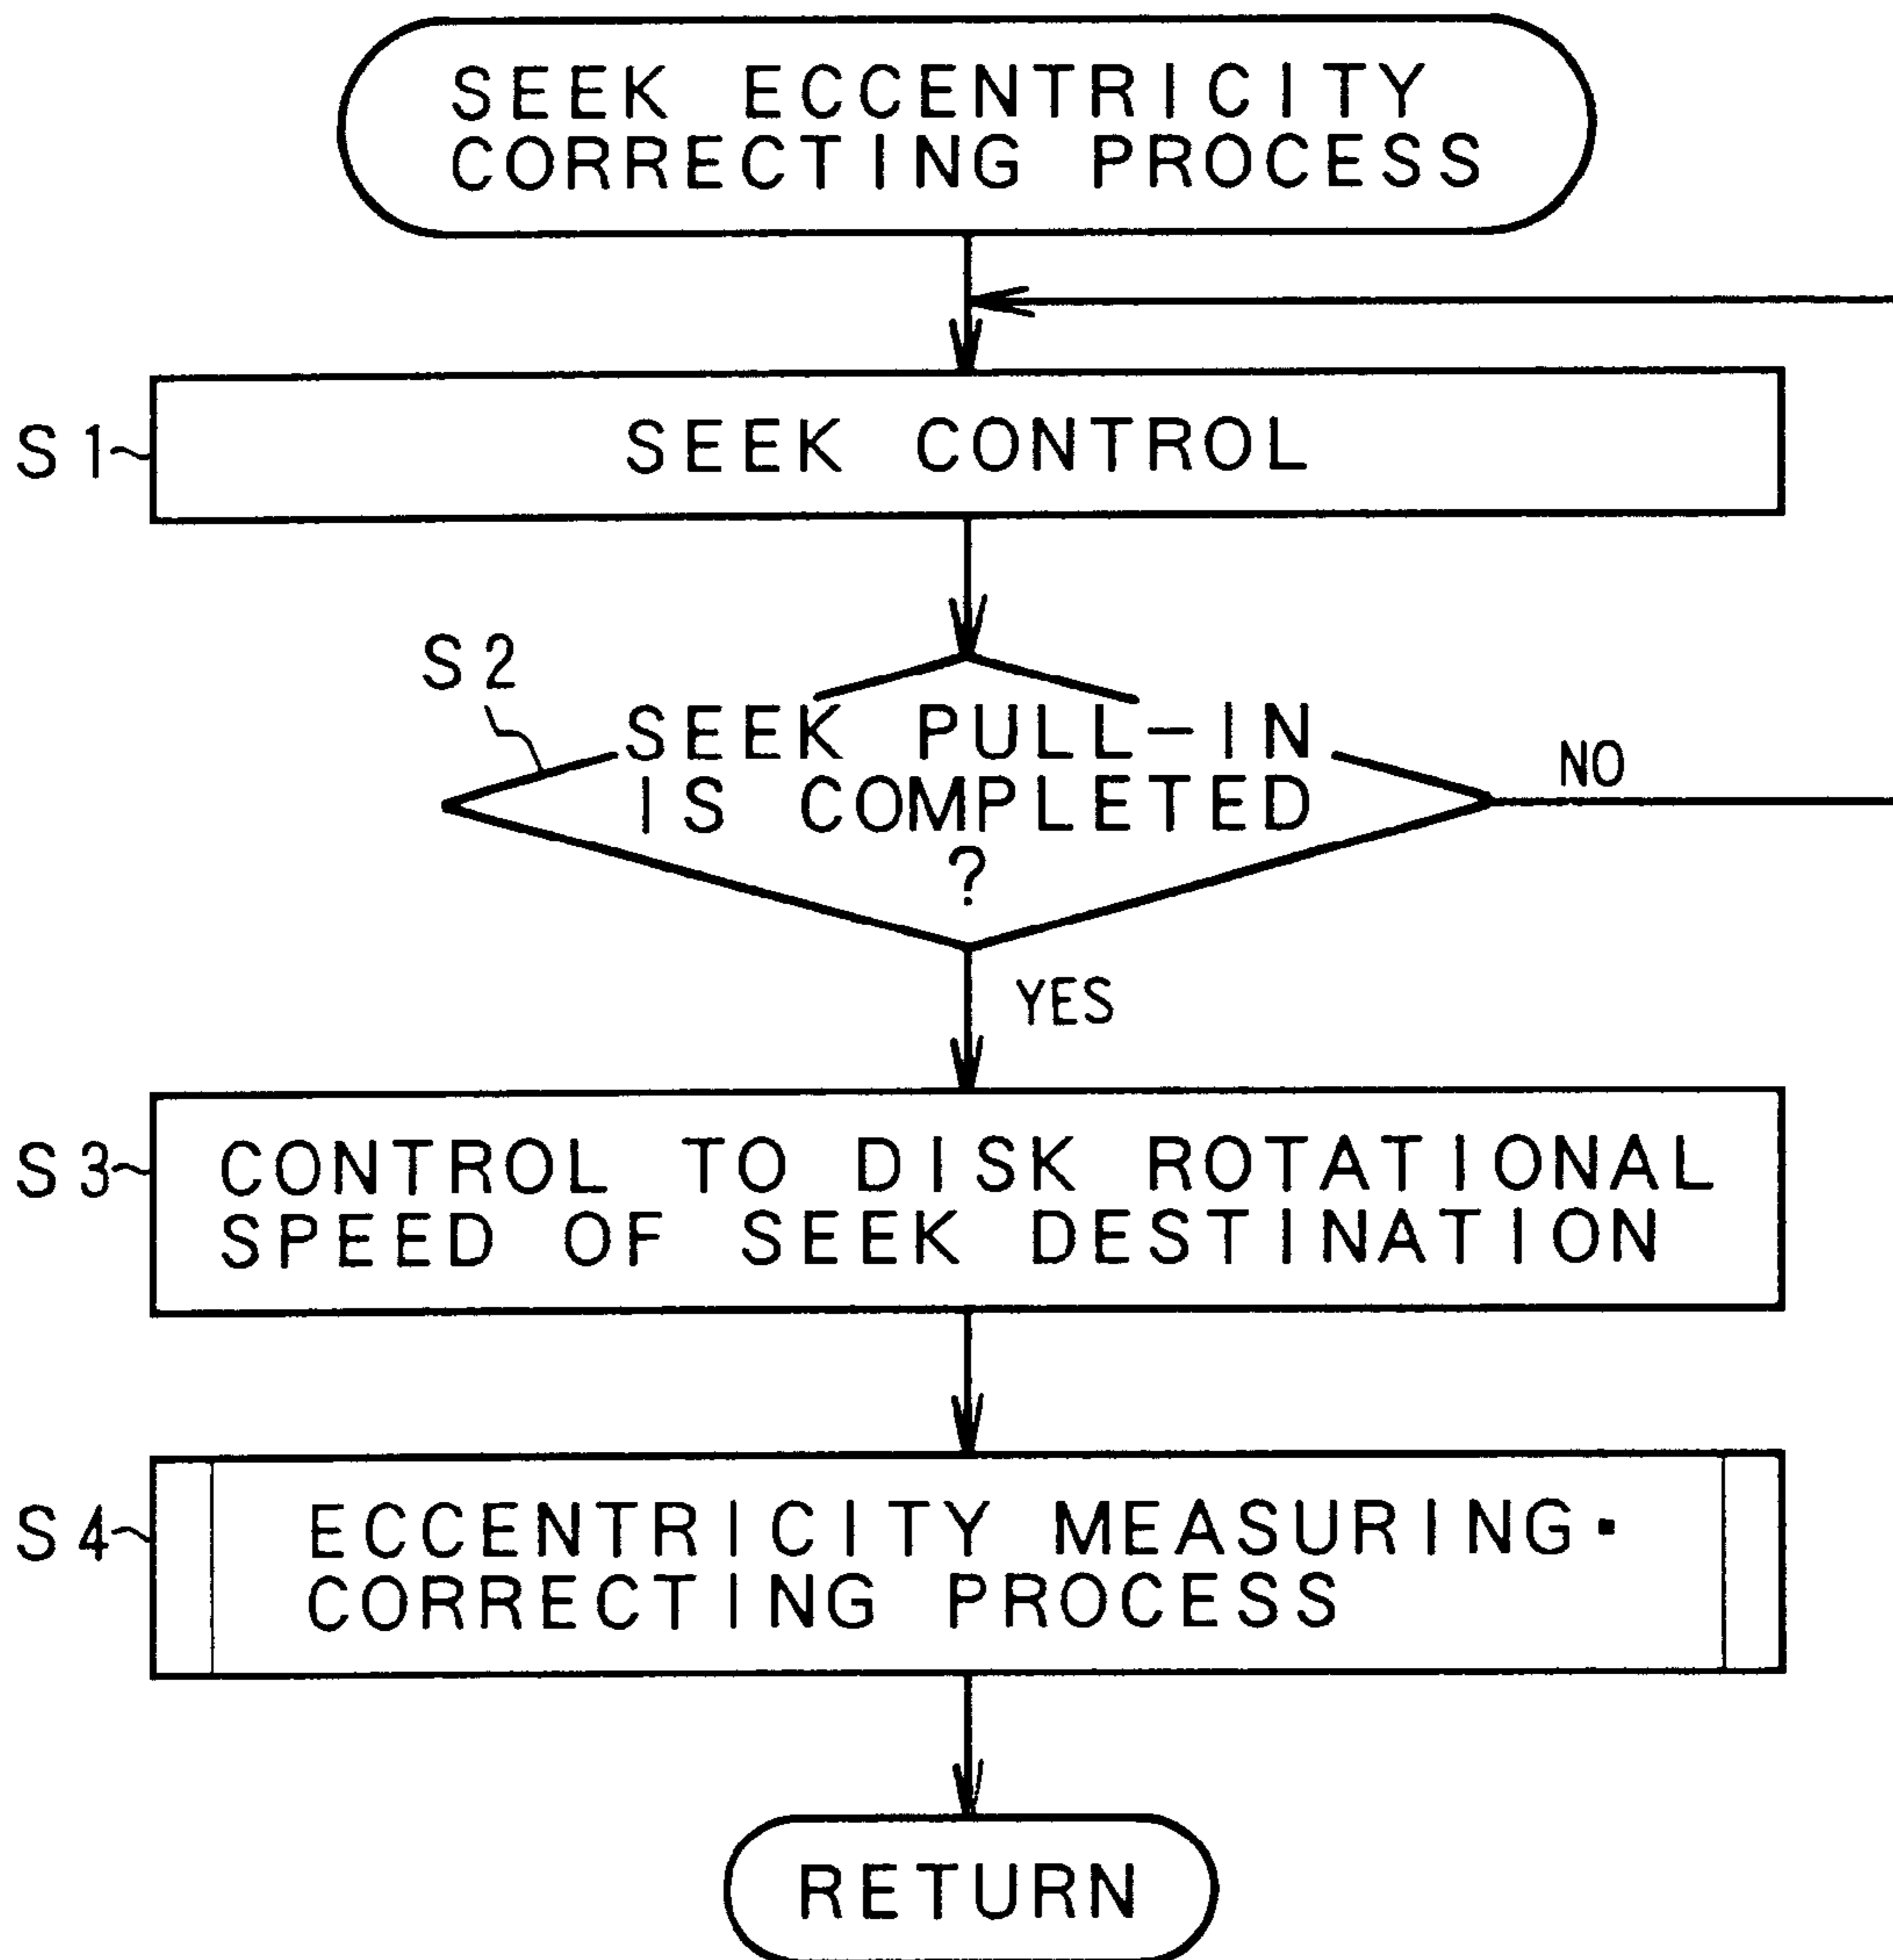 SEEK ECCENTRICITY
CORRECTING PROCESS
S1
SEEK CONTROL
S2
SEEK PULL-IN
IS COMPLETED
?
NO
YES
S3
CONTROL TO DISK ROTATIONAL
SPEED OF SEEK DESTINATION
S4
ECCENTRICITY MEASURING·
CORRECTING PROCESS
RETURN